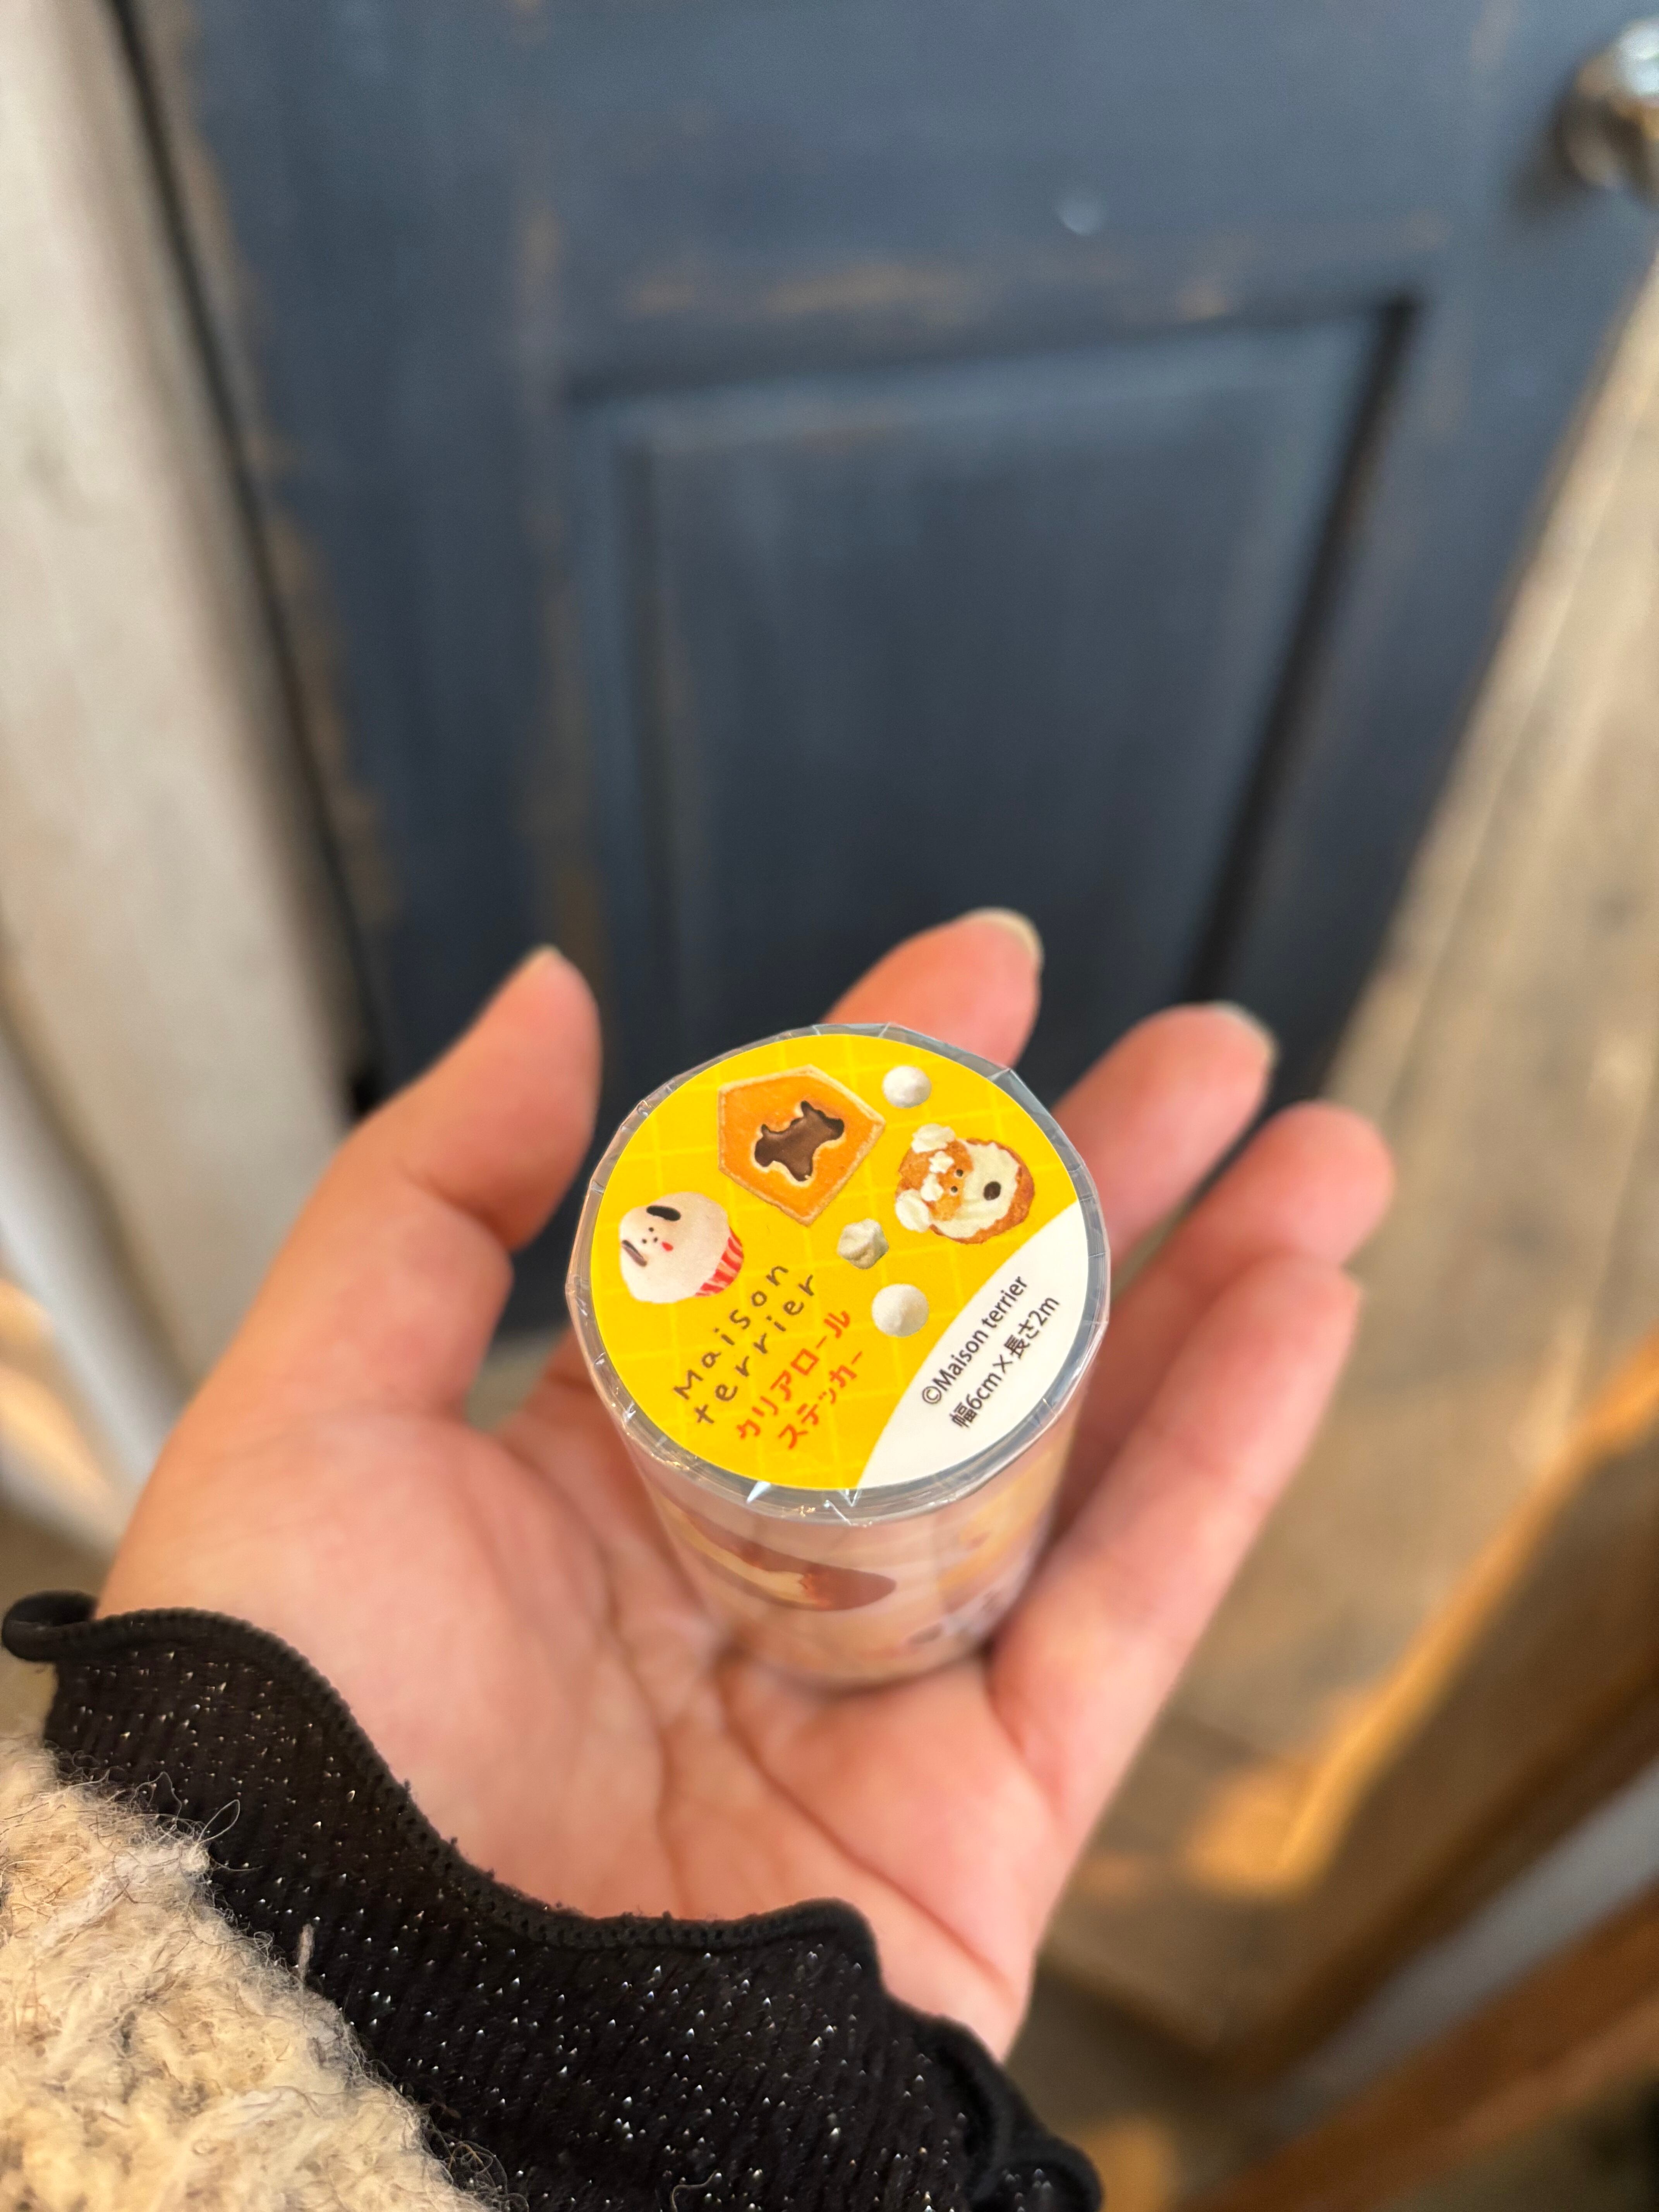 Maison
terrier
クリアロール
ステッカー
©Maison terrier
幅6cm×長さ2m